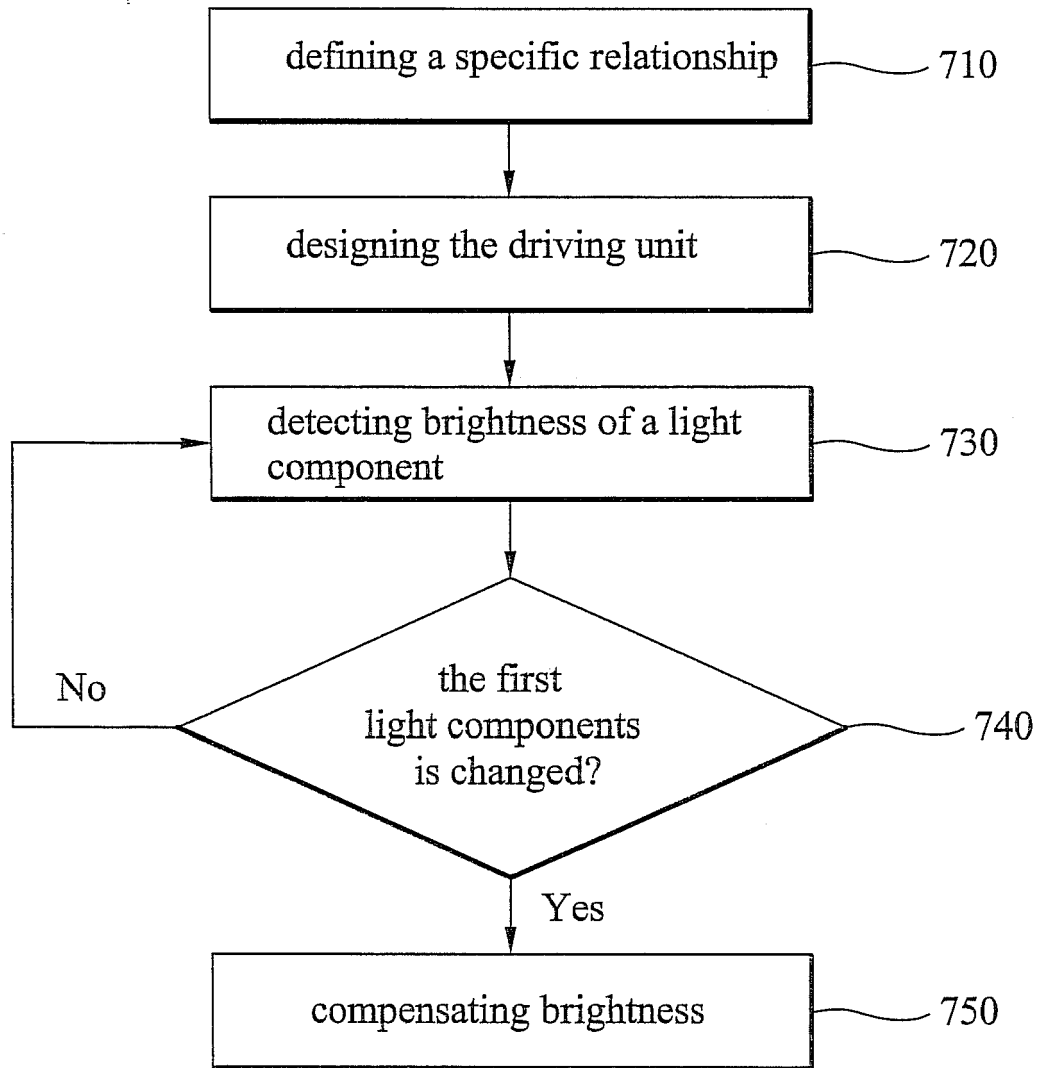 defining a specific relationship
710
designing the driving unit
720
detecting brightness of a light
component
730
the first
light components
is changed?
740
No
Yes
compensating brightness
750